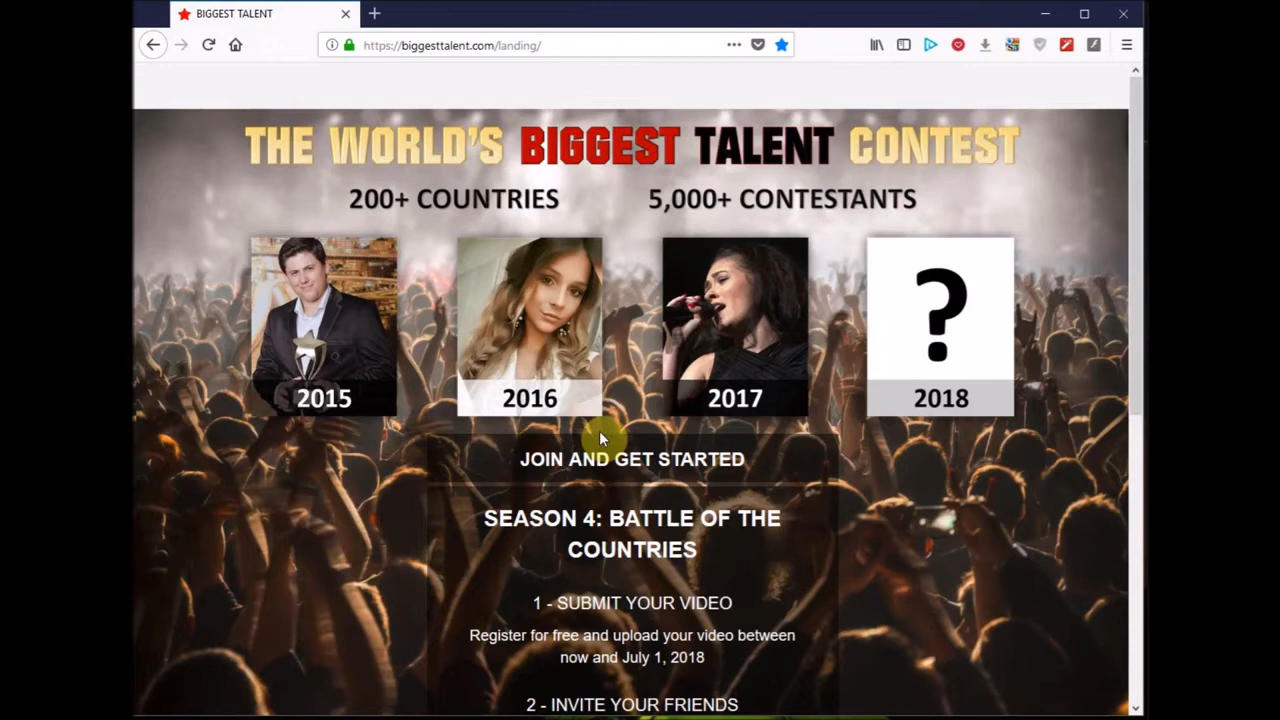 BIGGEST TALENT
https://biggesttalent.com/landing/
THE WORLD'S BIGGEST TALENT CONTEST
200+ COUNTRIES 5,000+ CONTESTANTS
2015 2016 2017 ? 2018
JOIN AND GET STARTED
SEASON 4: BATTLE OF THE
COUNTRIES
1 - SUBMIT YOUR VIDEO
Register for free and upload your video between
now and July 1, 2018
2 - INVITE YOUR FRIENDS